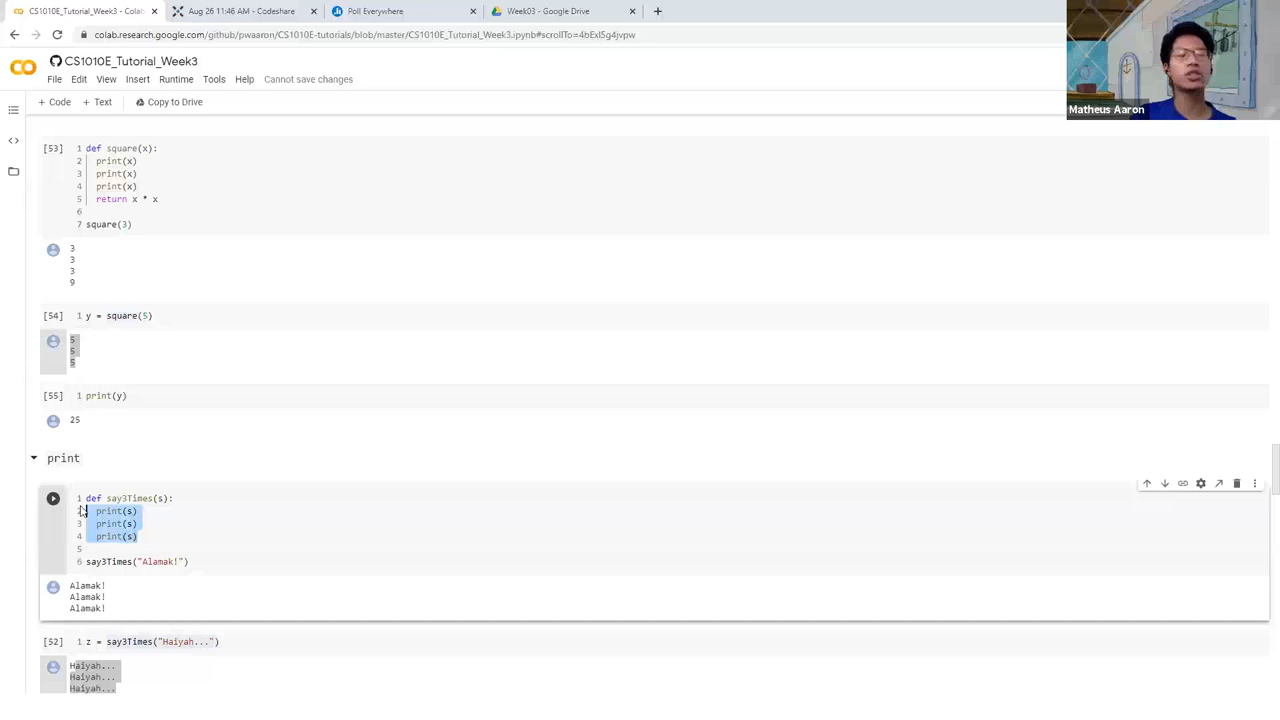 CS1010E_Tutorial_Week3 - Colab
Aug 26 11:46 AM - Codeshare
Poll Everywhere
Week03 - Google Drive
colab.research.google.com/github/pwaaron/CS1010E-tutorials/blob/master/CS1010E_Tutorial_Week3.ipynb#scrollTo=4bExI5g4jvpw
CS1010E_Tutorial_Week3
File Edit View Insert Runtime Tools Help Cannot save changes
+ Code + Text Copy to Drive
Matheus Aaron
[53] 1 def square(x):
2 print(x)
3 print(x)
4 print(x)
5 return x * x
6
7 square(3)
3
3
3
9
[54] 1 y = square(5)
5
5
5
[55] 1 print(y)
25
print
1 def say3Times(s):
2 print(s)
3 print(s)
4 print(s)
5
6 say3Times("Alamak!")
Alamak!
Alamak!
Alamak!
[52] 1 z = say3Times("Haiyah...")
Haiyah...
Haiyah...
Haiyah...